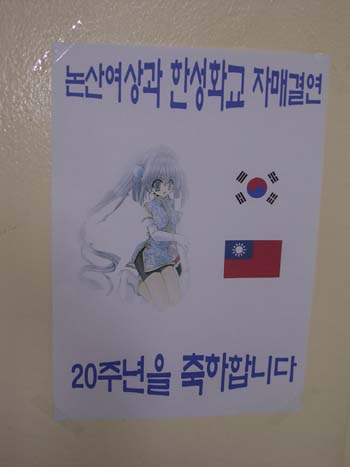 논산여상과 한성화교 자매결연
20주년을 축하합니다